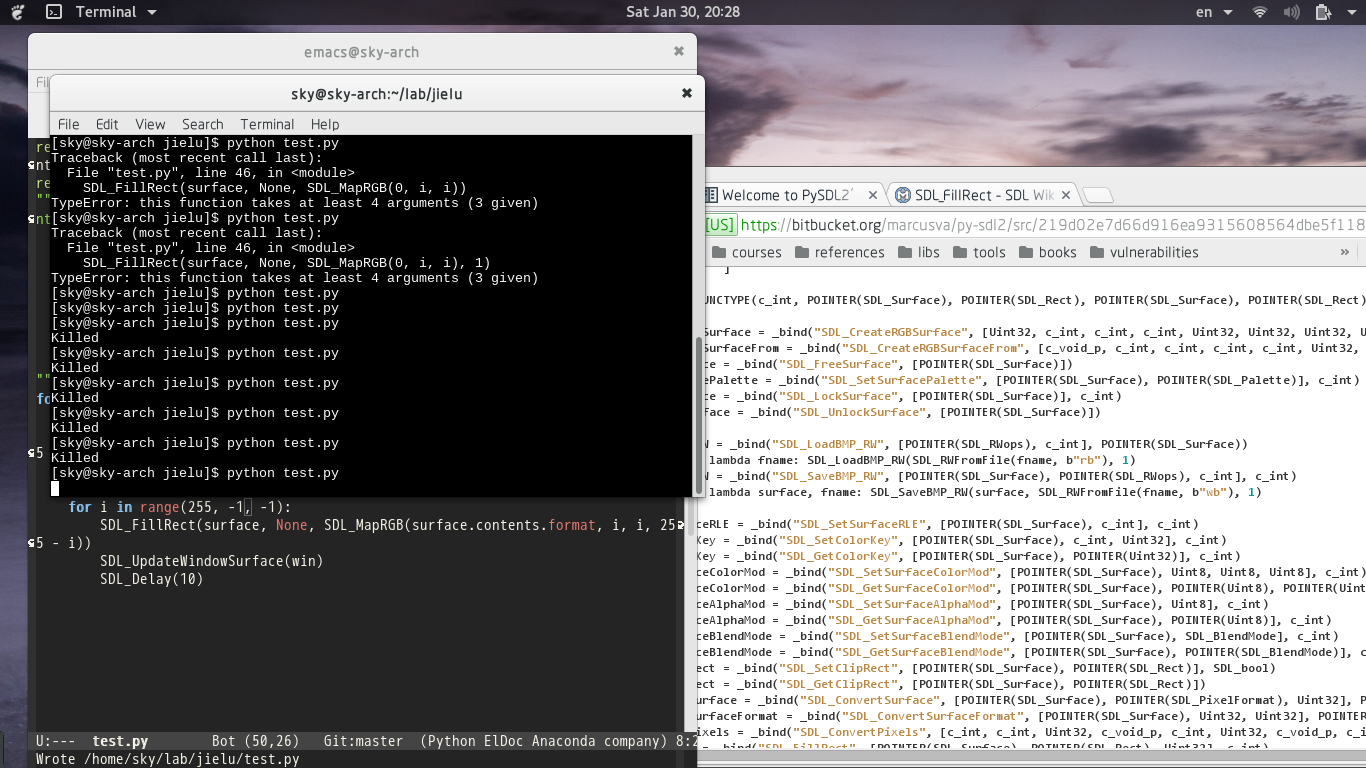 Terminal
Sat Jan 30, 20:28
en
emacs@sky-arch
Fil
sky@sky-arch:~/lab/jielu
File Edit View Search Terminal Help
[sky@sky-arch jielu]$ python test.py
Traceback (most recent call last):
File "test.py", line 46, in <module>
SDL_FillRect(surface, None, SDL_MapRGB(0, i, i))
TypeError: this function takes at least 4 arguments (3 given)
[sky@sky-arch jielu]$ python test.py
Traceback (most recent call last):
File "test.py", line 46, in <module>
SDL_FillRect(surface, None, SDL_MapRGB(0, i, i), 1)
TypeError: this function takes at least 4 arguments (3 given)
[sky@sky-arch jielu]$ python test.py
[sky@sky-arch jielu]$ python test.py
[sky@sky-arch jielu]$ python test.py
Killed
[sky@sky-arch jielu]$ python test.py
Killed
[sky@sky-arch jielu]$ python test.py
Killed
[sky@sky-arch jielu]$ python test.py
Killed
[sky@sky-arch jielu]$ python test.py
Killed
[sky@sky-arch jielu]$ python test.py
re
nt
re
""
nt
""
fo
5
for i in range(255, -1, -1):
SDL_FillRect(surface, None, SDL_MapRGB(surface.contents.format, i, i, 25
5 - i))
SDL_UpdateWindowSurface(win)
SDL_Delay(10)
U:--- test.py Bot (50,26) Git:master (Python ElDoc Anaconda company) 8:2
Wrote /home/sky/lab/jielu/test.py
Welcome to PySDL2 SDL_FillRect - SDL Wik
[US] https://bitbucket.org/marcusva/py-sdl2/src/219d02e7d66d916ea9315608564dbe5f118
courses references libs tools books vulnerabilities »
]
UNCTYPE(c_int, POINTER(SDL_Surface), POINTER(SDL_Rect), POINTER(SDL_Surface), POINTER(SDL_Rect)
Surface = _bind("SDL_CreateRGBSurface", [Uint32, c_int, c_int, c_int, Uint32, Uint32, Uint32, U
SurfaceFrom = _bind("SDL_CreateRGBSurfaceFrom", [c_void_p, c_int, c_int, c_int, c_int, Uint32,
ce = _bind("SDL_FreeSurface", [POINTER(SDL_Surface)])
ePalette = _bind("SDL_SetSurfacePalette", [POINTER(SDL_Surface), POINTER(SDL_Palette)], c_int)
ce = _bind("SDL_LockSurface", [POINTER(SDL_Surface)], c_int)
face = _bind("SDL_UnlockSurface", [POINTER(SDL_Surface)])
W = _bind("SDL_LoadBMP_RW", [POINTER(SDL_RWops), c_int], POINTER(SDL_Surface))
lambda fname: SDL_LoadBMP_RW(SDL_RWFromFile(fname, b"rb"), 1)
W = _bind("SDL_SaveBMP_RW", [POINTER(SDL_Surface), POINTER(SDL_RWops), c_int], c_int)
lambda surface, fname: SDL_SaveBMP_RW(surface, SDL_RWFromFile(fname, b"wb"), 1)
ceRLE = _bind("SDL_SetSurfaceRLE", [POINTER(SDL_Surface), c_int], c_int)
Key = _bind("SDL_SetColorKey", [POINTER(SDL_Surface), c_int, Uint32], c_int)
Key = _bind("SDL_GetColorKey", [POINTER(SDL_Surface), POINTER(Uint32)], c_int)
ceColorMod = _bind("SDL_SetSurfaceColorMod", [POINTER(SDL_Surface), Uint8, Uint8, Uint8], c_int)
ceColorMod = _bind("SDL_GetSurfaceColorMod", [POINTER(SDL_Surface), POINTER(Uint8), POINTER(Uint
ceAlphaMod = _bind("SDL_SetSurfaceAlphaMod", [POINTER(SDL_Surface), Uint8], c_int)
ceAlphaMod = _bind("SDL_GetSurfaceAlphaMod", [POINTER(SDL_Surface), POINTER(Uint8)], c_int)
ceBlendMode = _bind("SDL_SetSurfaceBlendMode", [POINTER(SDL_Surface), SDL_BlendMode], c_int)
ceBlendMode = _bind("SDL_GetSurfaceBlendMode", [POINTER(SDL_Surface), POINTER(SDL_BlendMode)], c
ect = _bind("SDL_SetClipRect", [POINTER(SDL_Surface), POINTER(SDL_Rect)], SDL_bool)
ect = _bind("SDL_GetClipRect", [POINTER(SDL_Surface), POINTER(SDL_Rect)])
urface = _bind("SDL_ConvertSurface", [POINTER(SDL_Surface), POINTER(SDL_PixelFormat), Uint32],
urfaceFormat = _bind("SDL_ConvertSurfaceFormat", [POINTER(SDL_Surface), Uint32, Uint32], POINTER
ixels = _bind("SDL_ConvertPixels", [c_int, c_int, Uint32, c_void_p, c_int, Uint32, c_void_p, c_i
= _bind("SDL_FillRect", [POINTER(SDL_Surface), POINTER(SDL_Rect), Uint32], c_int)